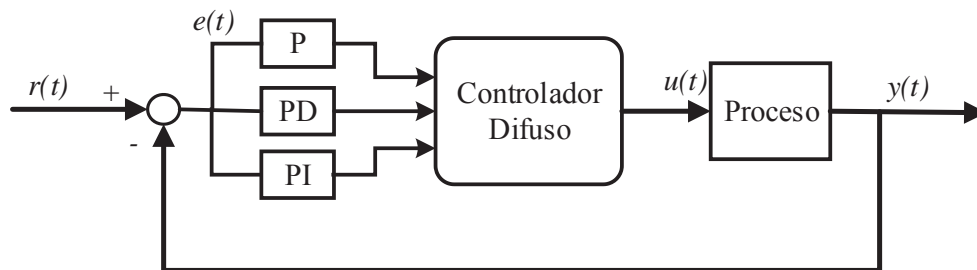 e(t)
P
r(t)
+
-
PD
PI
Controlador
Difuso
u(t)
Proceso
y(t)